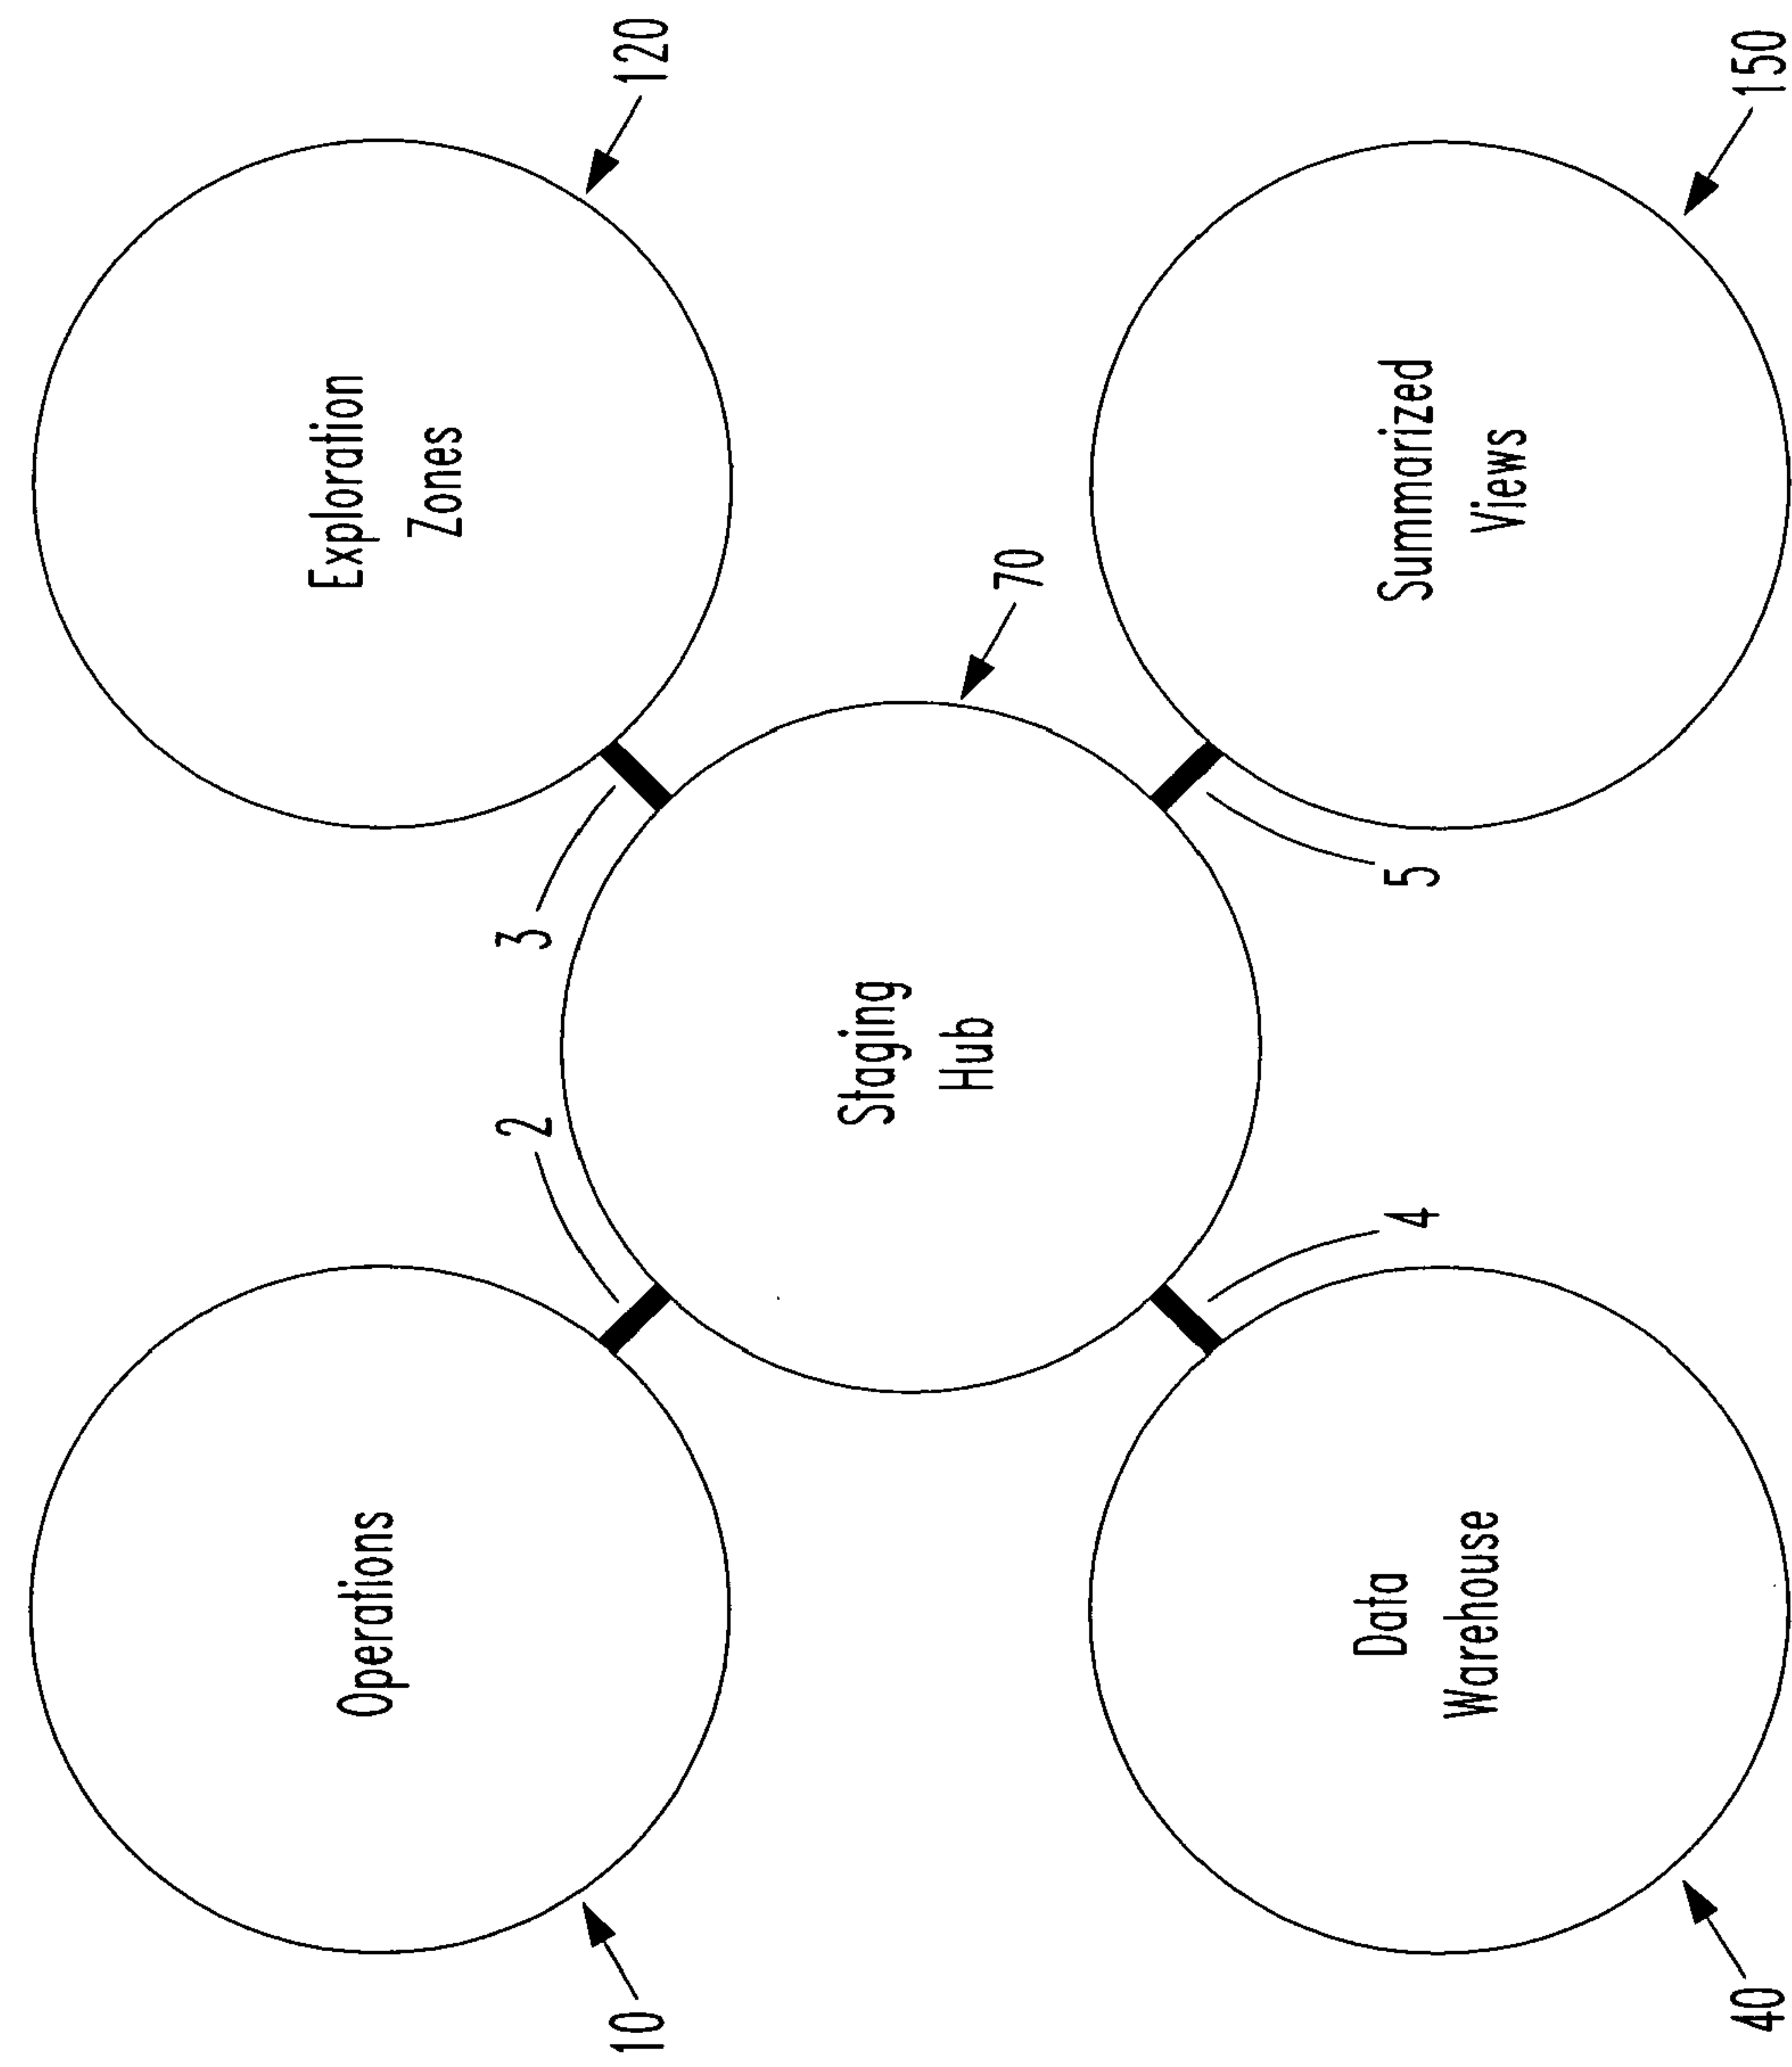 Operations
10
2
3
Exploration
Zones
120
Staging
Hub
70
Data
Warehouse
40
4
5
Summarized
Views
150